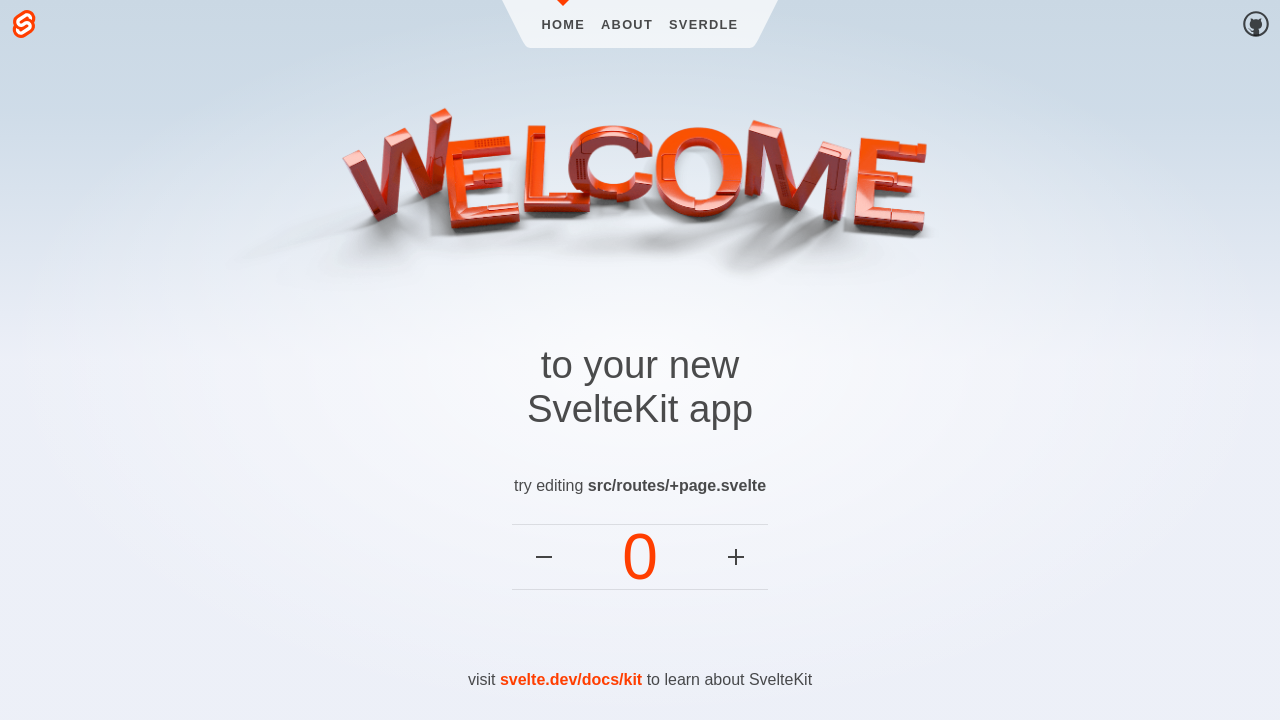 HOME ABOUT SVERDLE
WELCOME
to your new
SvelteKit app
try editing src/routes/+page.svelte
0
visit svelte.dev/docs/kit to learn about SvelteKit